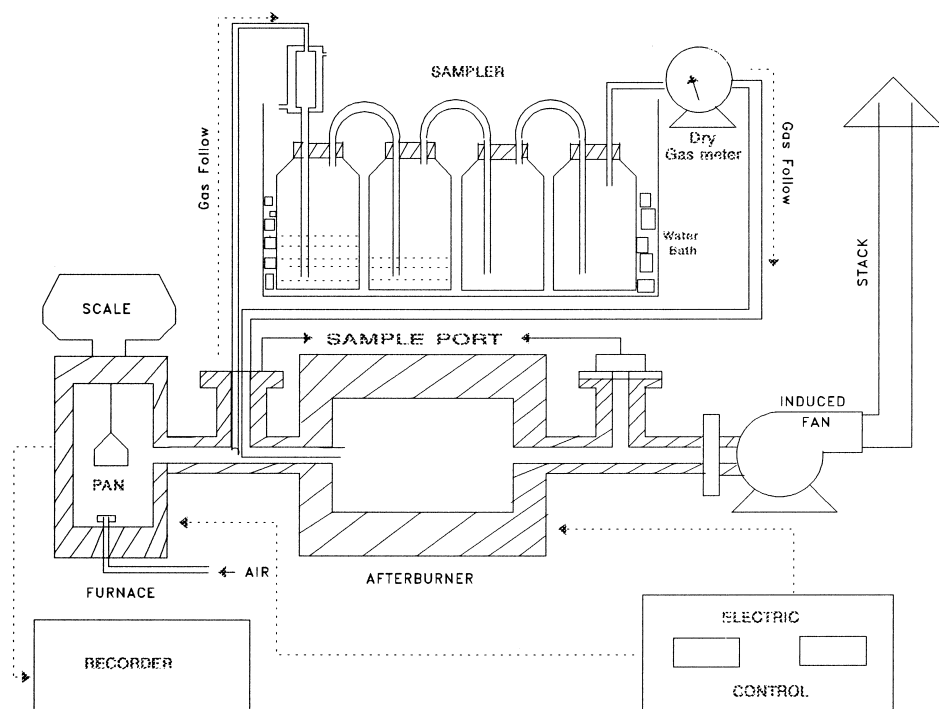 SAMPLER
Gas Follow
Dry
Gas meter
Gas Follow
Water
Bath
STACK
SCALE
SAMPLE PORT
INDUCED
FAN
PAN
AIR
AFTERBURNER
FURNACE
ELECTRIC
RECORDER
CONTROL